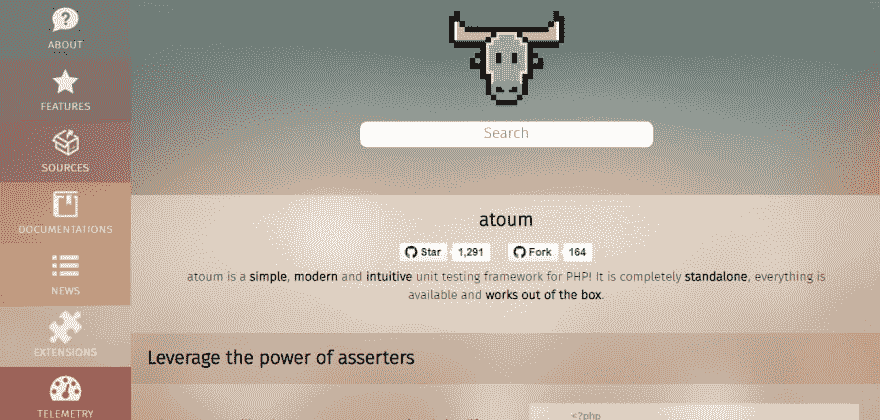 ABOUT
FEATURES
SOURCES
DOCUMENTATIONS
NEWS
EXTENSIONS
TELEMETRY
Search
atoum
Star 1,291 Fork 164
atoum is a simple, modern and intuitive unit testing framework for PHP! It is completely standalone, everything is
available and works out of the box.
Leverage the power of asserters
<?php